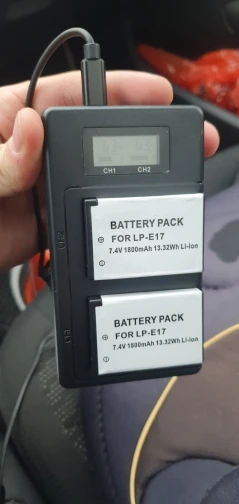 CH1 CH2
BATTERY PACK
FOR LP-E17
7.4V 1800mAh 13.32Wh Li-ion
BATTERY PACK
FOR LP-E17
7.4V 1800mAh 13.32Wh Li-ion